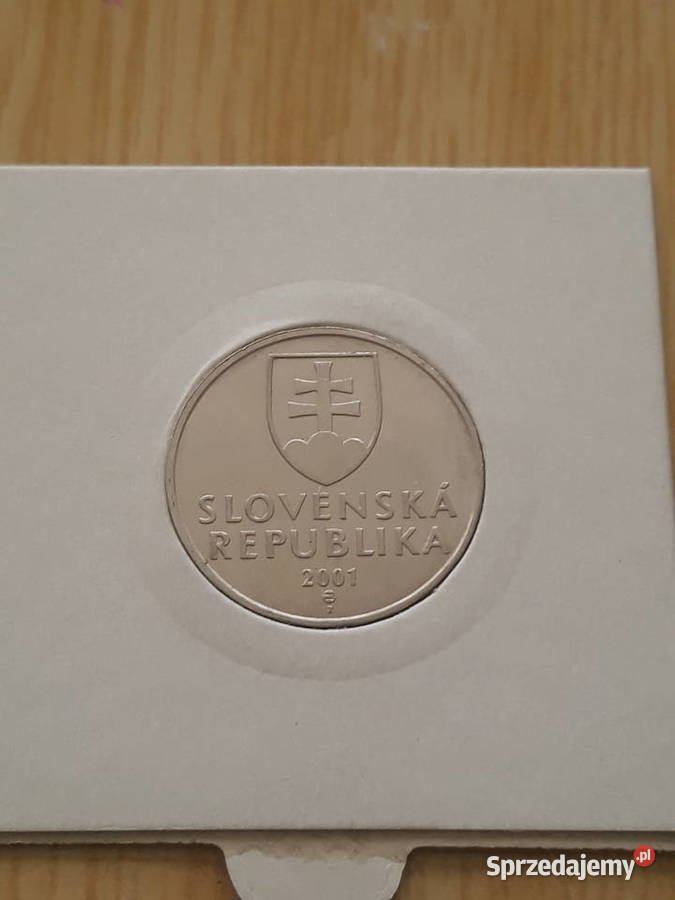 SLOVENSKÁ
REPUBLIKA
2001
Sprzedajemy.pl